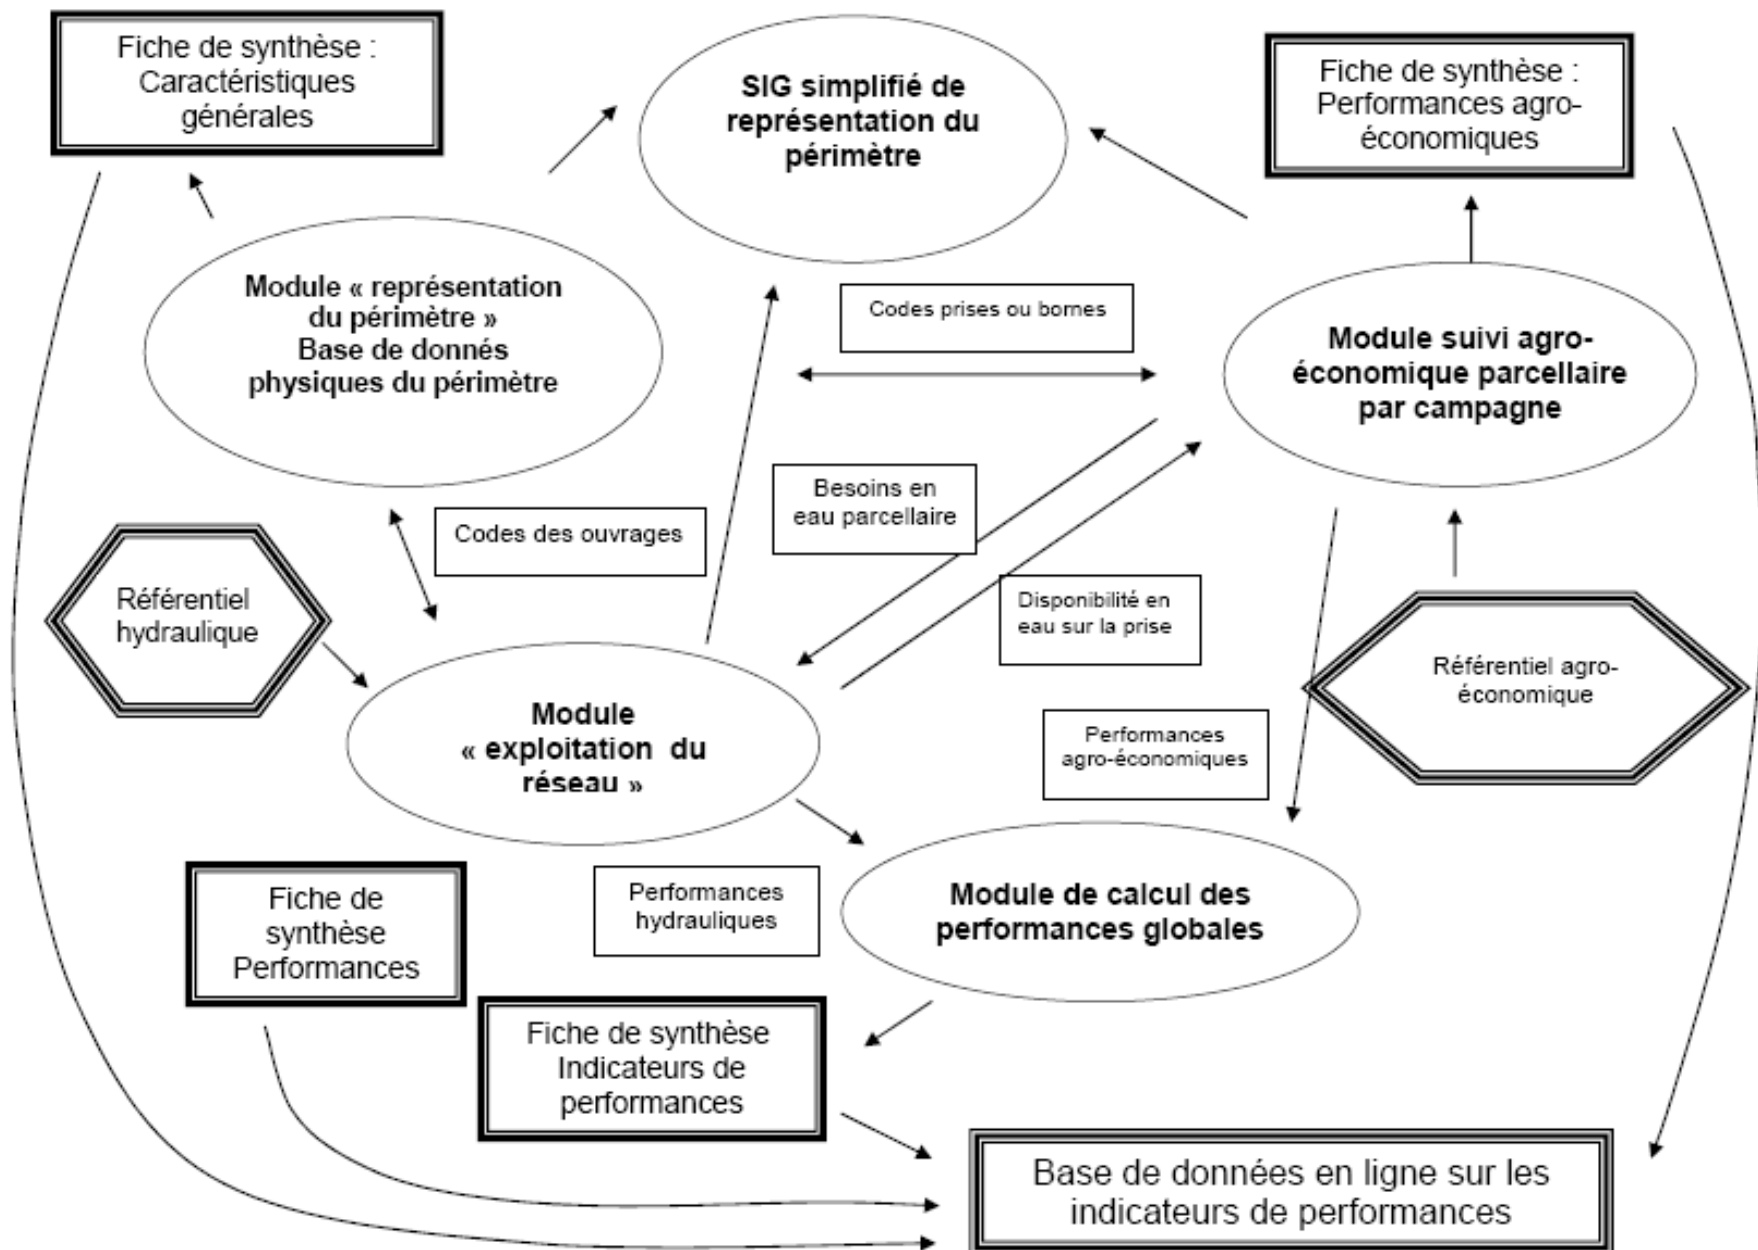 Fiche de synthèse :
Caractéristiques
générales
SIG simplifié de
représentation du
périmètre
Fiche de synthèse :
Performances agro-
économiques
Module « représentation
du périmètre »
Base de donnés
physiques du périmètre
Codes prises ou bornes
Module suivi agro-
économique parcellaire
par campagne
Besoins en
eau parcellaire
Codes des ouvrages
Référentiel
hydraulique
Disponibilité en
eau sur la prise
Référentiel agro-
économique
Module
« exploitation du
réseau »
Performances
agro-économiques
Fiche de
synthèse
Performances
Performances
hydrauliques
Module de calcul des
performances globales
Fiche de synthèse
Indicateurs de
performances
Base de données en ligne sur les
indicateurs de performances